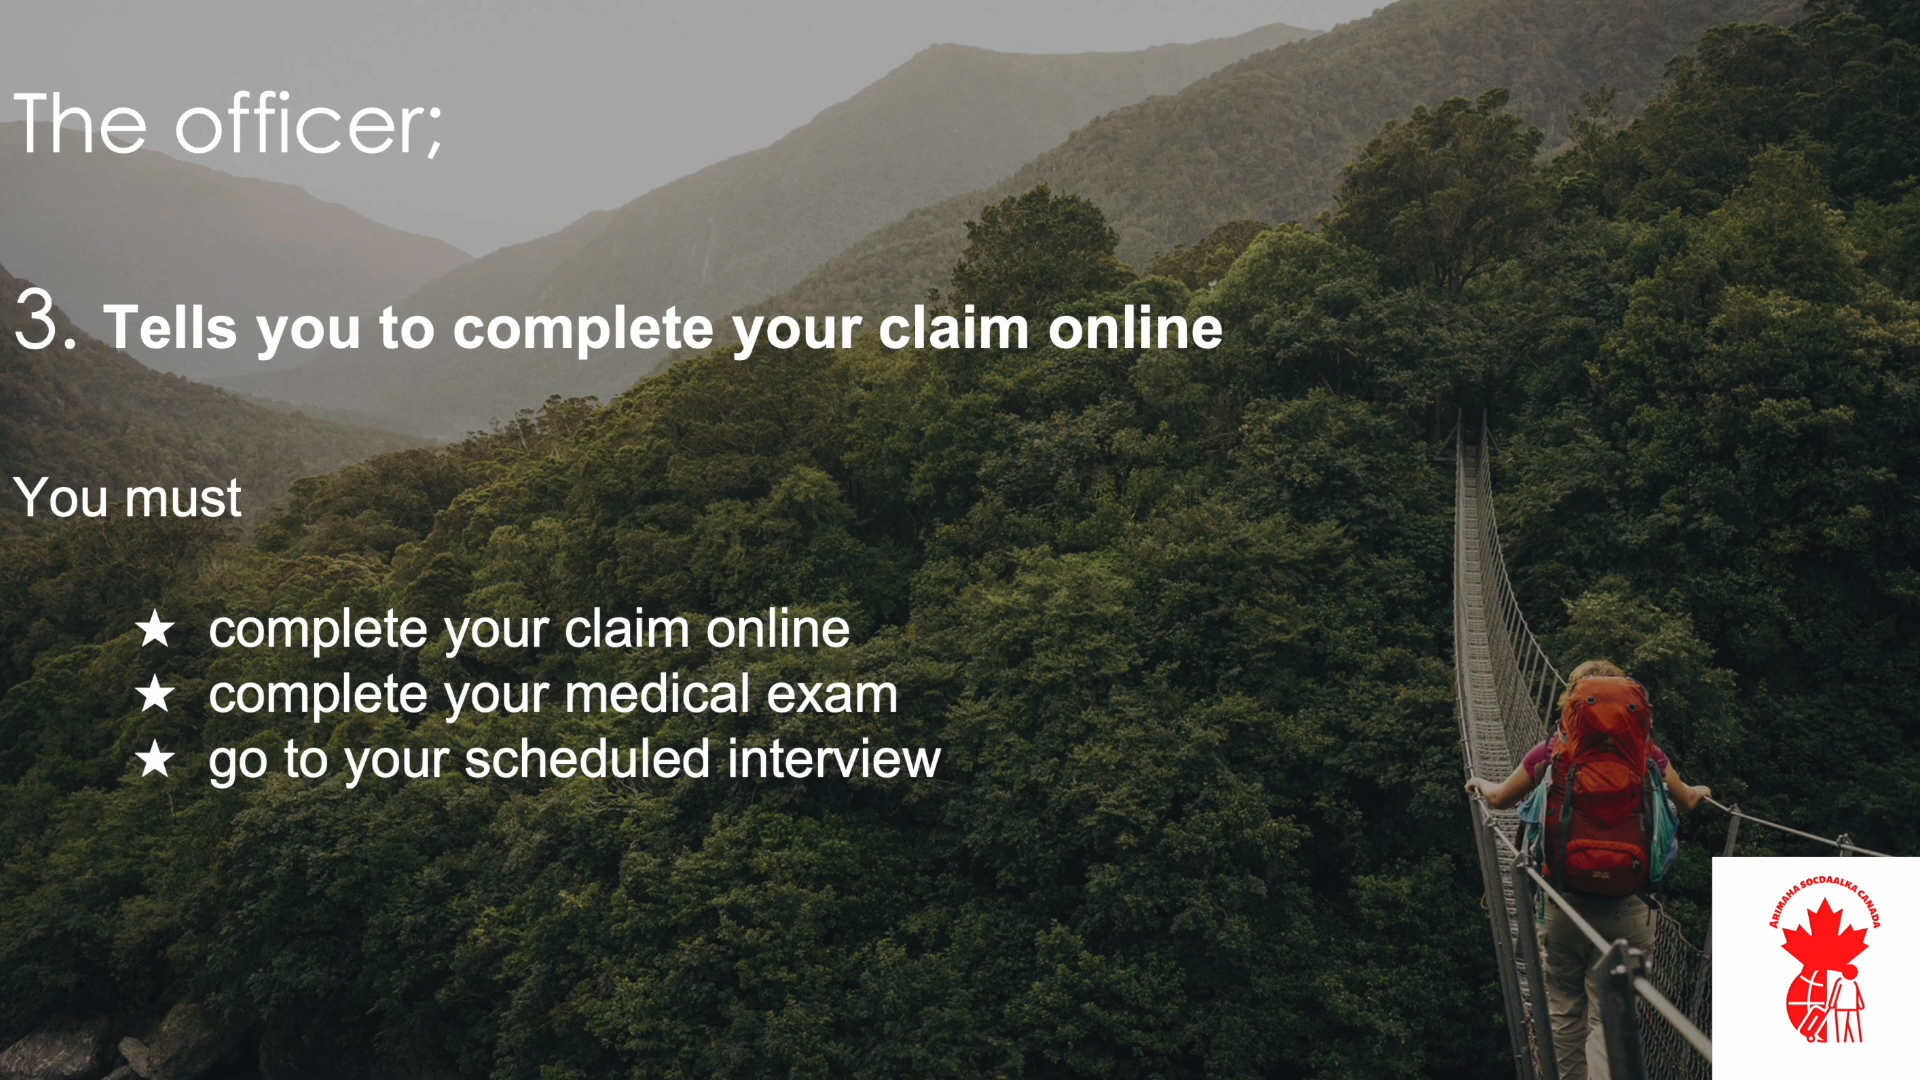 The officer;
3. Tells you to complete your claim online
You must
★ complete your claim online
★ complete your medical exam
★ go to your scheduled interview
ARIMAHA SOCDAALKA CANADA